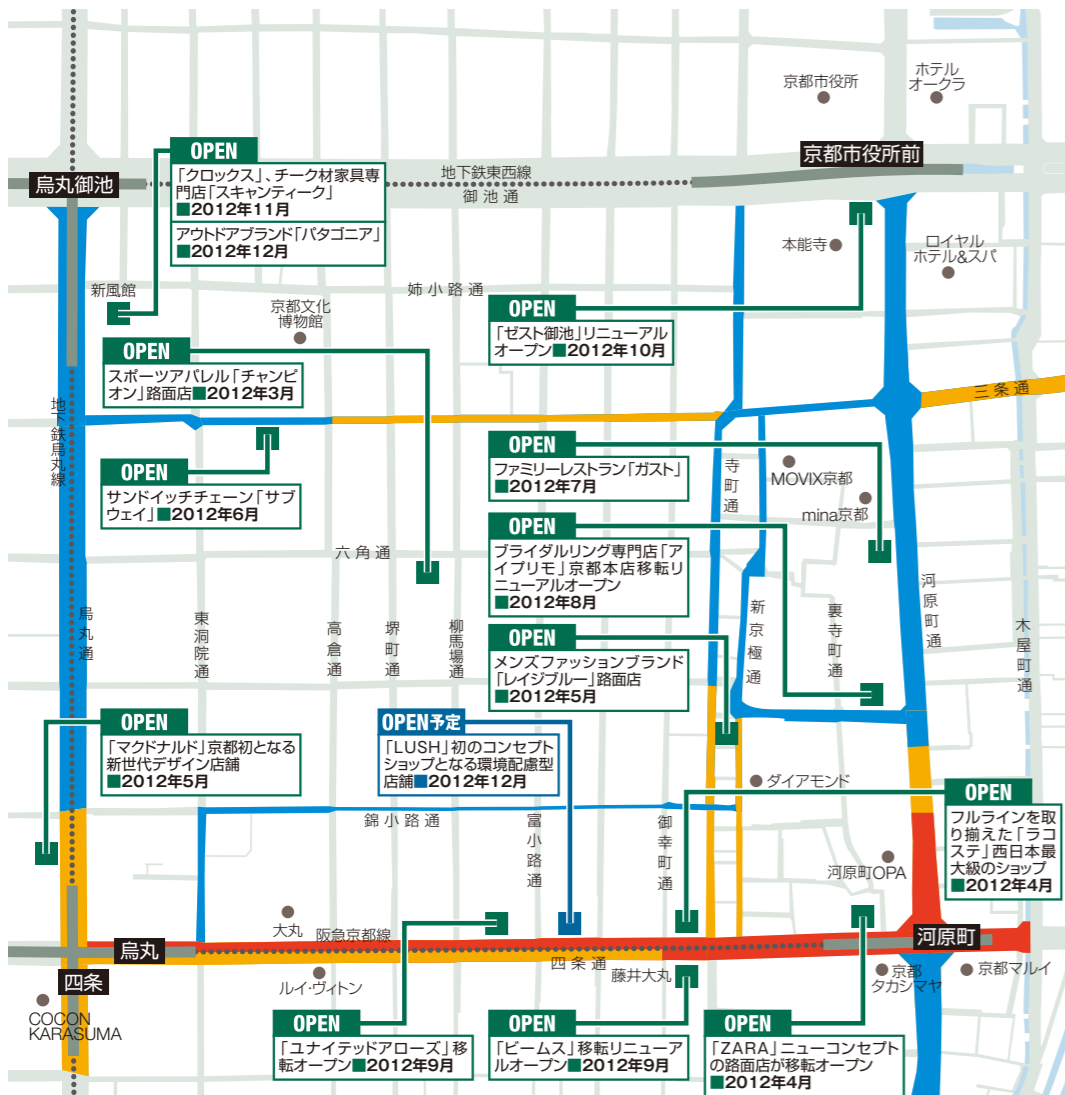 京都市役所
ホテル
オークラ
京都市役所前
烏丸御池
地下鉄東西線
御池通
OPEN
「クロックス」、チーク材家具専
門店「スキャンティーク」
■2012年11月
アウトドアブランド「パタゴニア」
■2012年12月
本能寺
ロイヤル
ホテル&スパ
新風館
姉小路通
京都文化
博物館
OPEN
「ゼスト御池」リニューアル
オープン■2012年10月
OPEN
スポーツアパレル「チャンピ
オン」路面店■2012年3月
三条通
地下鉄烏丸線
OPEN
サンドイッチチェーン「サブ
ウェイ」■2012年6月
OPEN
ファミリーレストラン「ガスト」
■2012年7月
寺町通
MOVIX京都
mina京都
OPEN
ブライダルリング専門店「ア
イプリモ」京都本店移転リ
ニューアルオープン
■2012年8月
六角通
烏丸通
東洞院通
高倉通
堺町通
柳馬場通
新京極通
裏寺町通
河原町通
木屋町通
OPEN
メンズファッションブランド
「レイジブルー」路面店
■2012年5月
OPEN
「マクドナルド」京都初となる
新世代デザイン店舗
■2012年5月
OPEN予定
「LUSH」初のコンセプト
ショップとなる環境配慮型
店舗■2012年12月
ダイアモンド
OPEN
フルラインを取
り揃えた「ラコ
ステ」西日本最
大級のショップ
■2012年4月
錦小路通
富小路通
御幸町通
河原町OPA
大丸
阪急京都線
烏丸
河原町
四条通
四条
藤井大丸
ルイ・ヴィトン
京都
タカシマヤ
京都マルイ
COCON
KARASUMA
OPEN
「ユナイテッドアローズ」移
転オープン■2012年9月
OPEN
「ビームス」移転リニューア
ルオープン■2012年9月
OPEN
「ZARA」ニューコンセプト
の路面店が移転オープン
■2012年4月